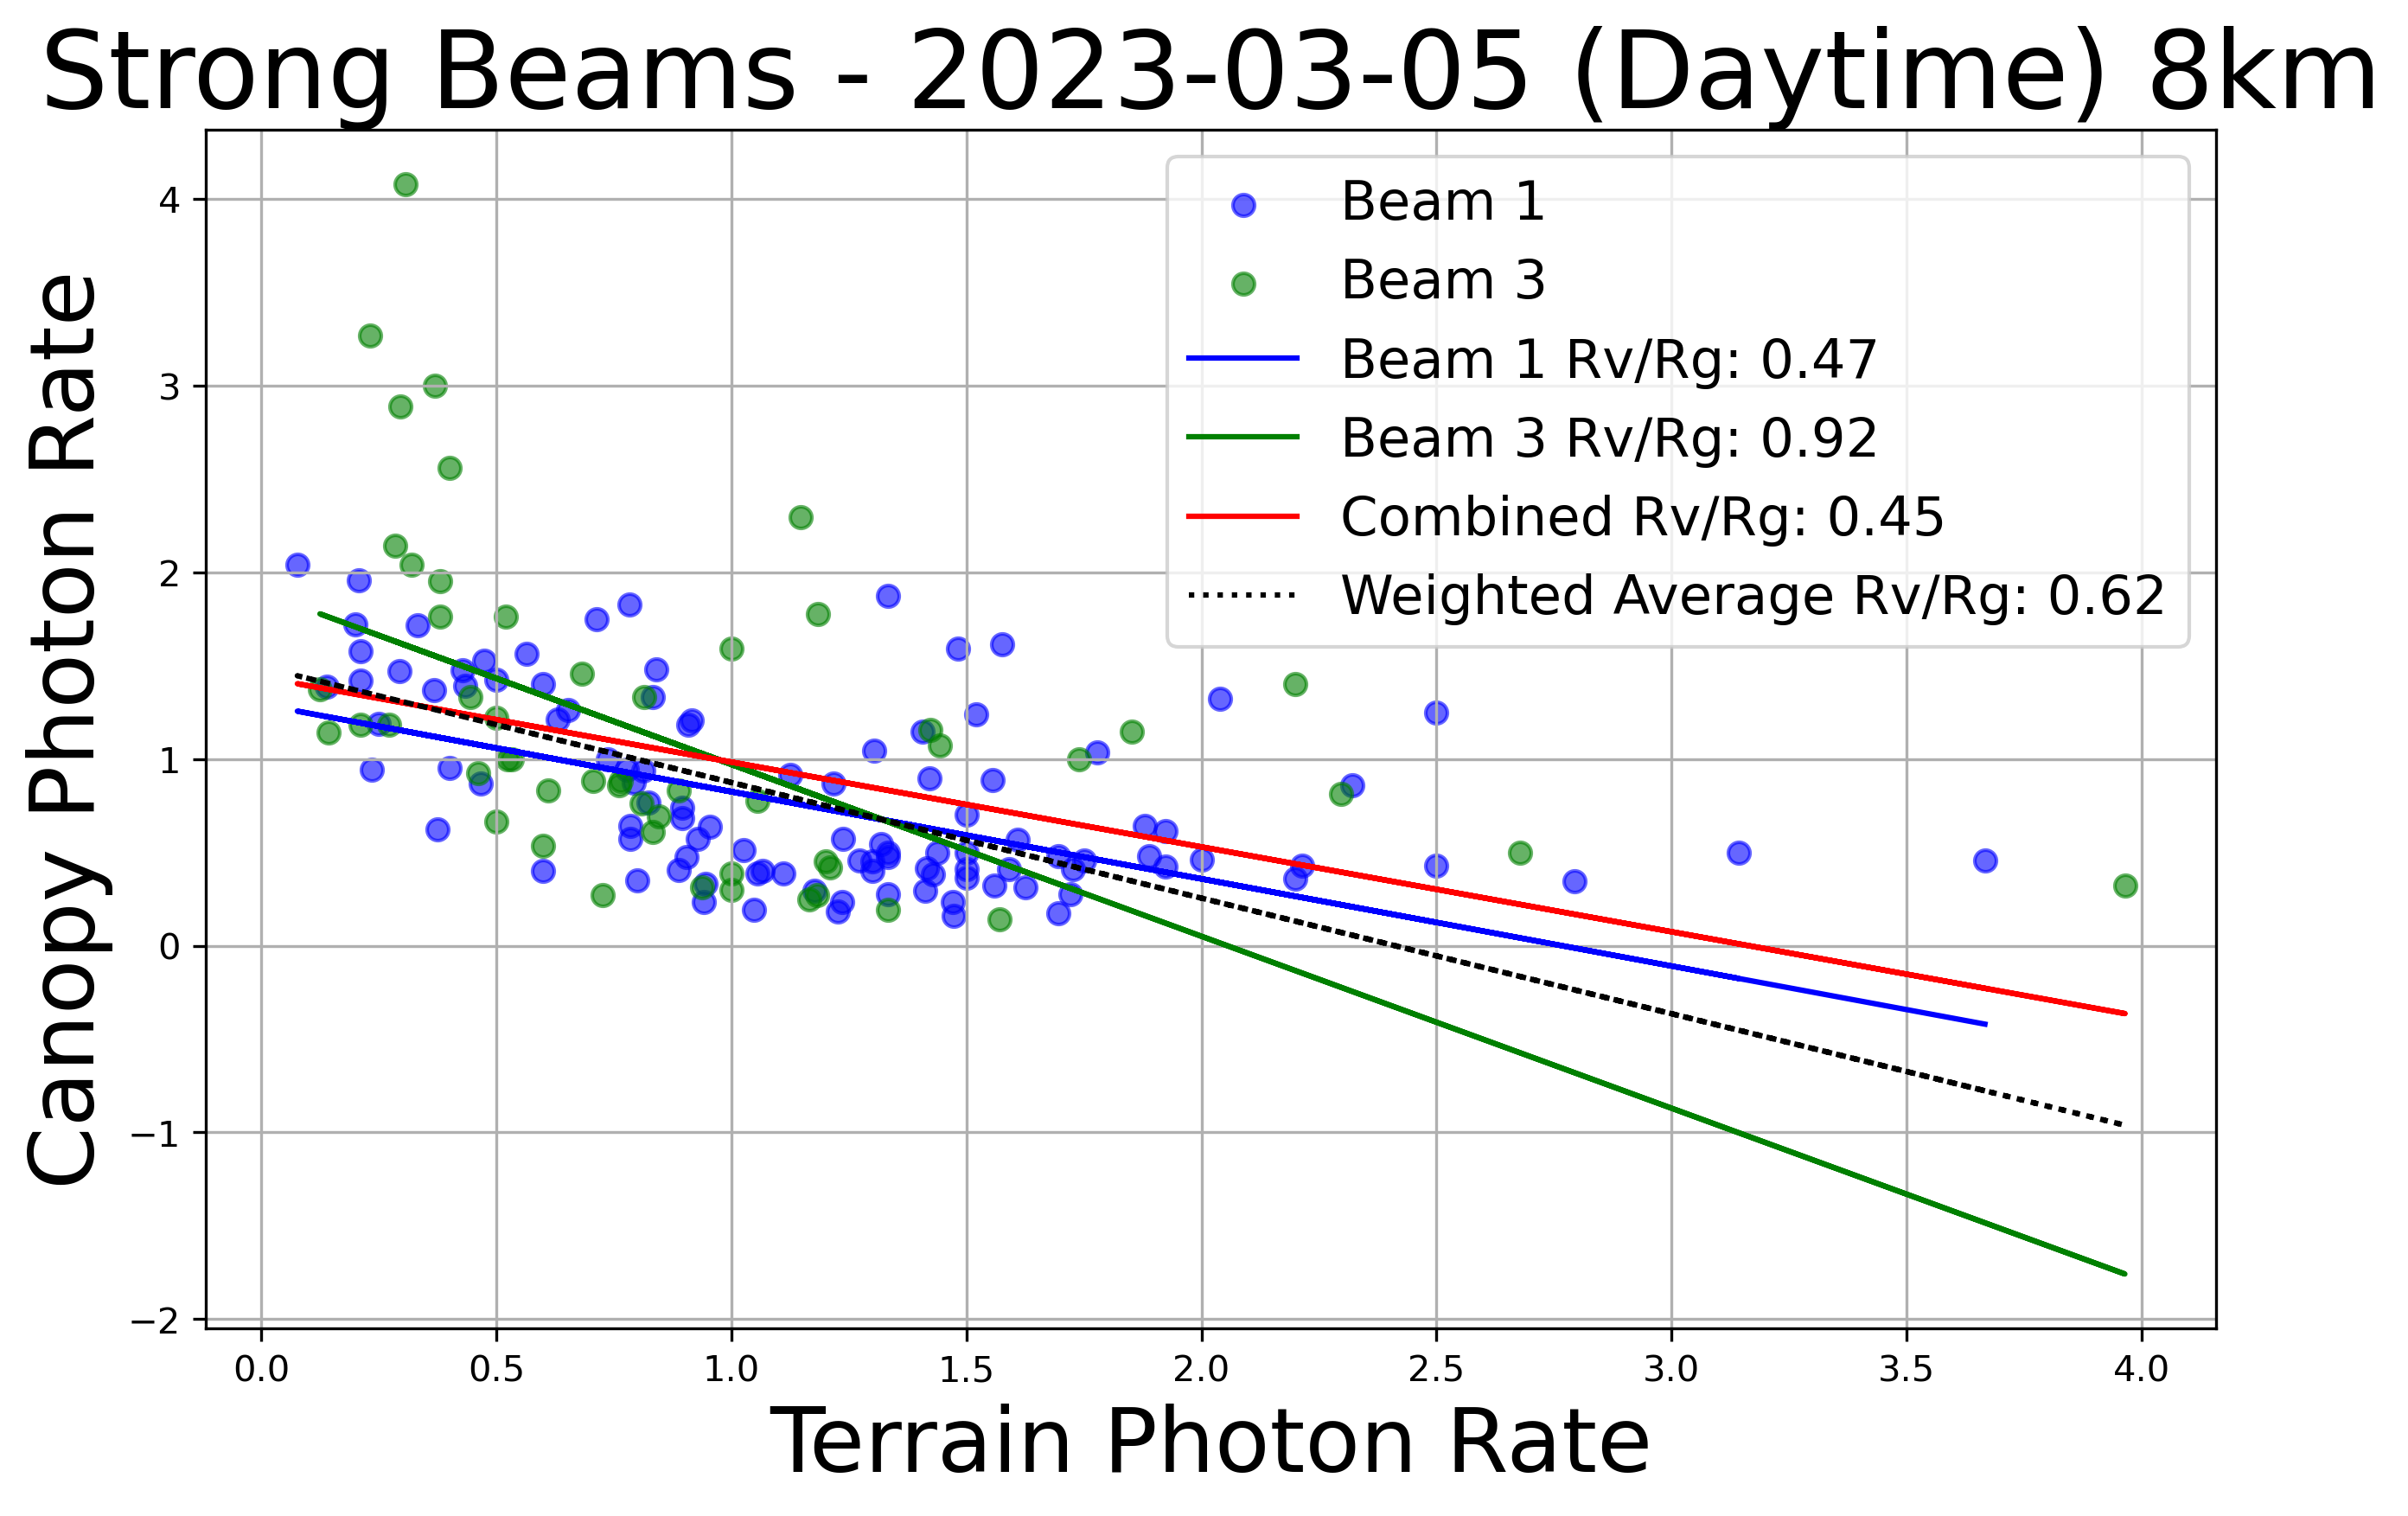 Strong Beams - 2023-03-05 (Daytime) 8km
Canopy Photon Rate
4
3
2
1
0
−1
−2
Beam 1
Beam 3
Beam 1 Rv/Rg: 0.47
Beam 3 Rv/Rg: 0.92
Combined Rv/Rg: 0.45
Weighted Average Rv/Rg: 0.62
0.0 0.5 1.0 1.5 2.0 2.5 3.0 3.5 4.0
Terrain Photon Rate